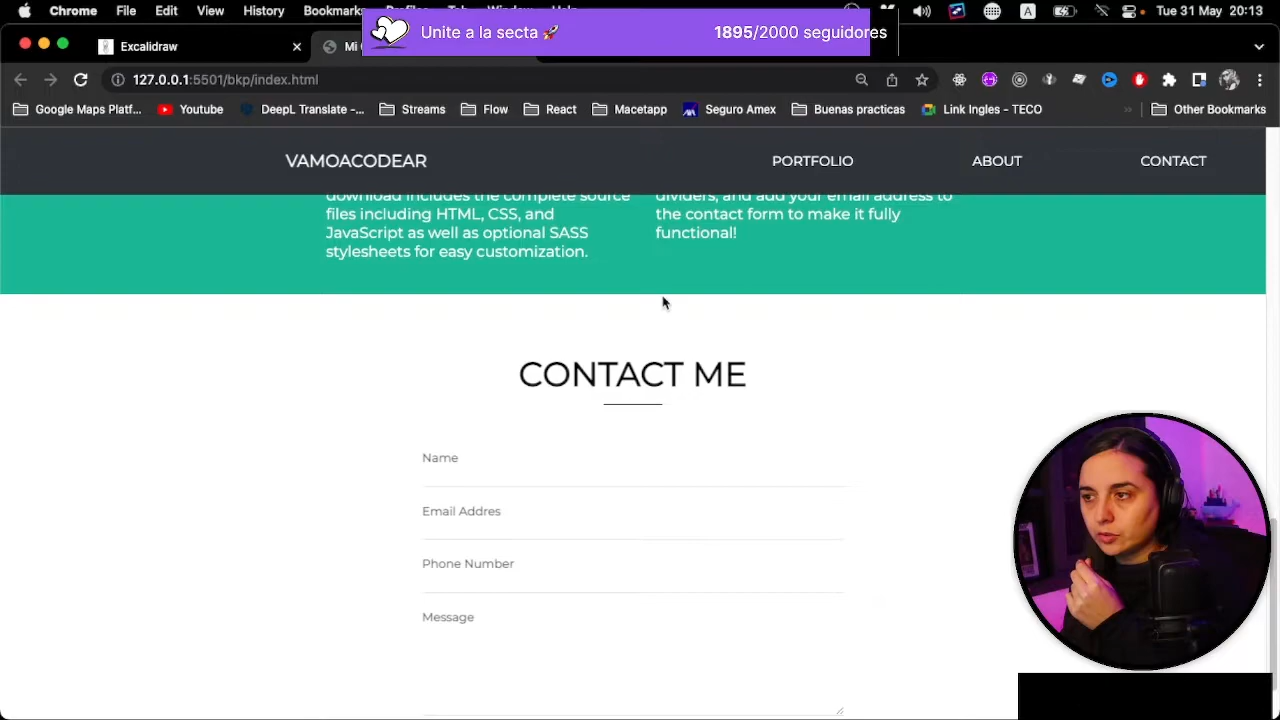 Chrome File Edit View History Bookmarks
A Tue 31 May 20:13
Unite a la secta 🚀 1895/2000 seguidores
Excalidraw
127.0.0.1:5501/bkp/index.html
Google Maps Platf... Youtube DeepL Translate -... Streams Flow React Macetapp Seguro Amex Buenas practicas Link Ingles - TECO » Other Bookmarks
VAMOACODEAR PORTFOLIO ABOUT CONTACT
download includes the complete source
files including HTML, CSS, and
JavaScript as well as optional SASS
stylesheets for easy customization.
dividers, and add your email address to
the contact form to make it fully
functional!
CONTACT ME
Name
Email Addres
Phone Number
Message